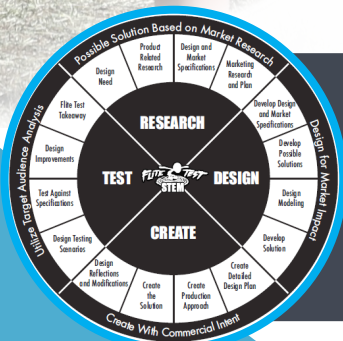 Possible Solution Based on Market Research
Design for Market Impact
Create With Commercial Intent
Utilize Target Audience Analysis
Design
Need
Product
Related
Research
Design and
Market
Specifications
Marketing
Research
and Plan
Develop Design
and Market
Specifications
Develop
Possible
Solutions
Design
Modeling
Develop
Solution
Create
Detailed
Design Plan
Create
Production
Approach
Create
the
Solution
Design
Reflections
and Modifications
Design Testing
Scenarios
Test Against
Specifications
Design
Improvements
Flite Test
Takeaway
RESEARCH
TEST
FLITE TEST
STEM
DESIGN
CREATE